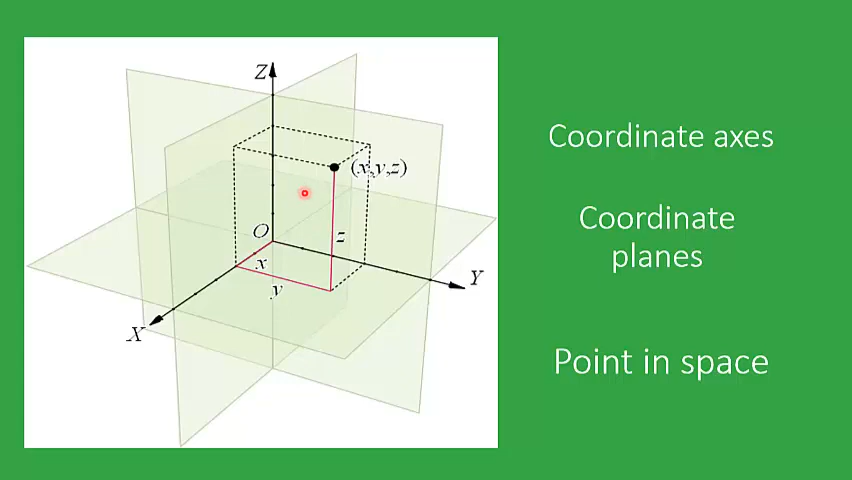 Z
(x,y,z)
O
z
x
y
Y
X
Coordinate axes
Coordinate
planes
Point in space